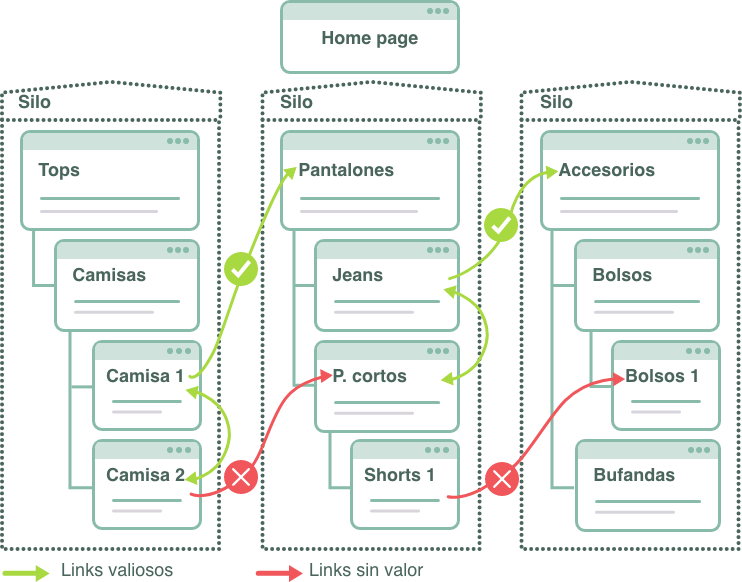 Home page
Silo
Tops
Camisas
Camisa 1
Camisa 2
Silo
Pantalones
Jeans
P. cortos
Shorts 1
Silo
Accesorios
Bolsos
Bolsos 1
Bufandas
Links valiosos
Links sin valor